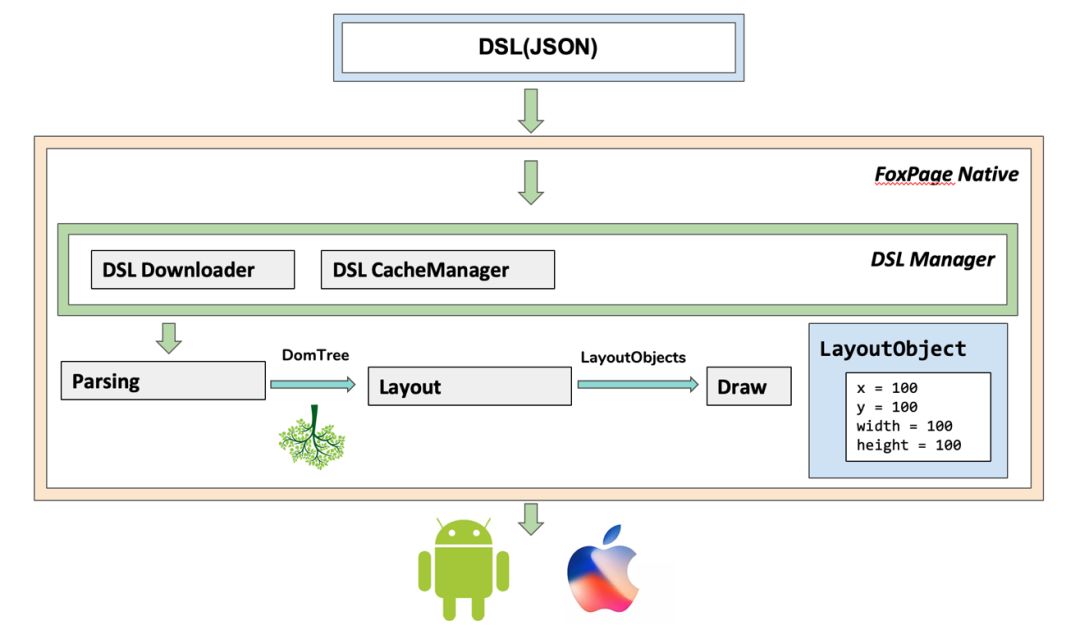 DSL(JSON)
FoxPage Native
DSL Downloader
DSL CacheManager
DSL Manager
Parsing
DomTree
Layout
LayoutObjects
Draw
LayoutObject
x = 100
y = 100
width = 100
height = 100